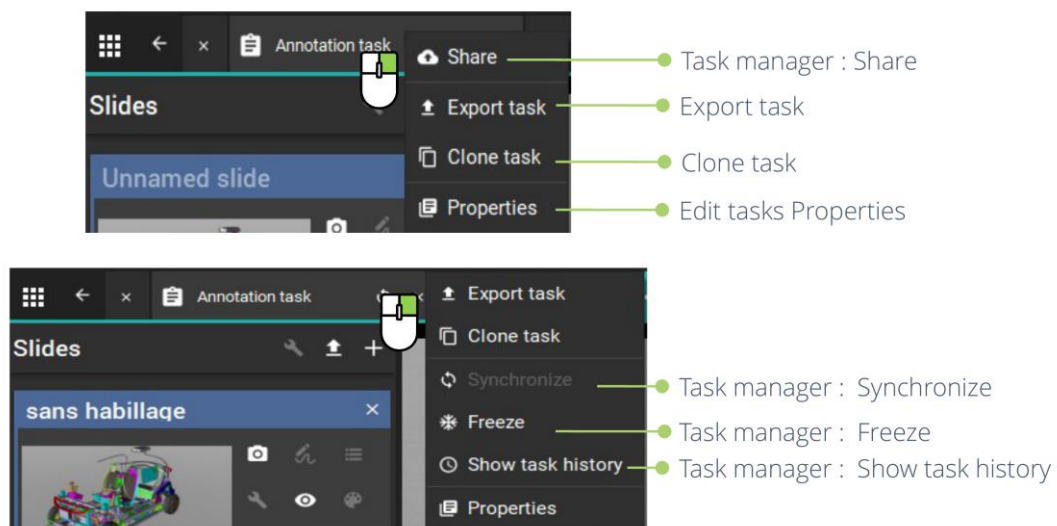 Annotation task
Share
Task manager : Share
Slides
Export task
Export task
Clone task
Clone task
Unnamed slide
Properties
Edit tasks Properties
Annotation task
Export task
Clone task
Slides
Synchronize
Task manager : Synchronize
sans habillage
Freeze
Task manager : Freeze
Show task history
Task manager : Show task history
Properties